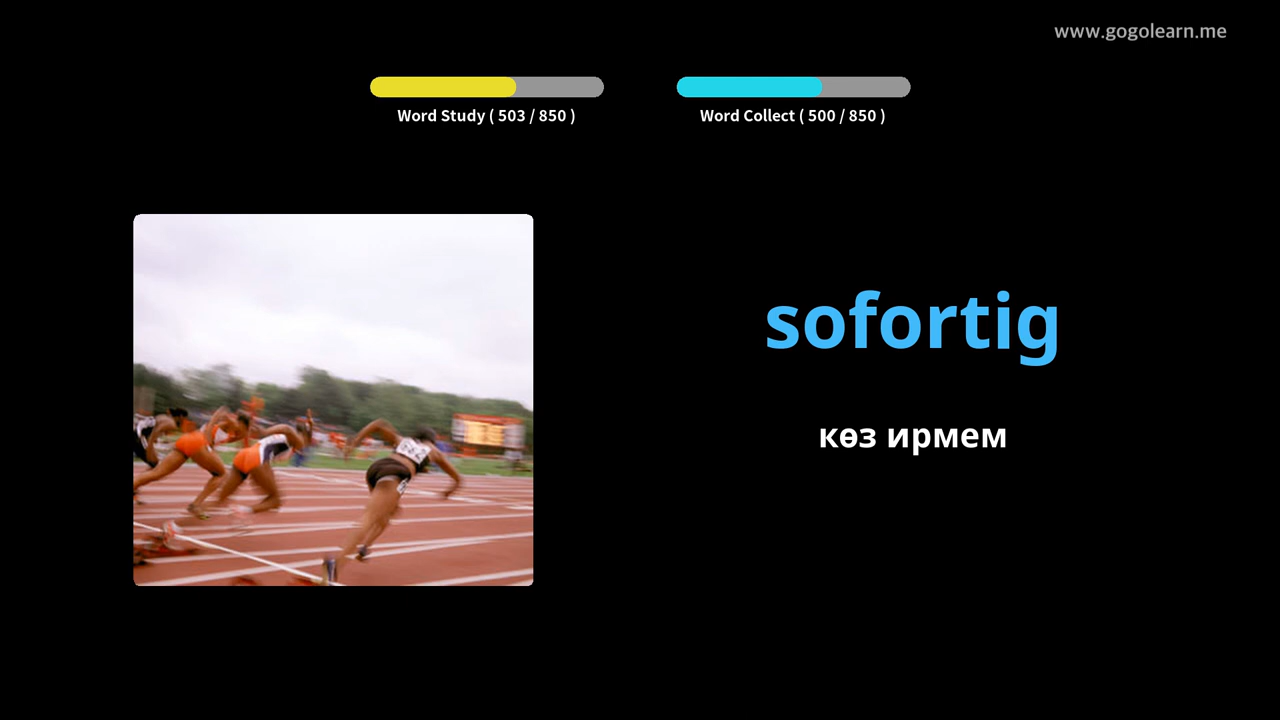 www.gogolearn.me
Word Study ( 503 / 850 )
Word Collect ( 500 / 850 )
sofortig
көз ирмем